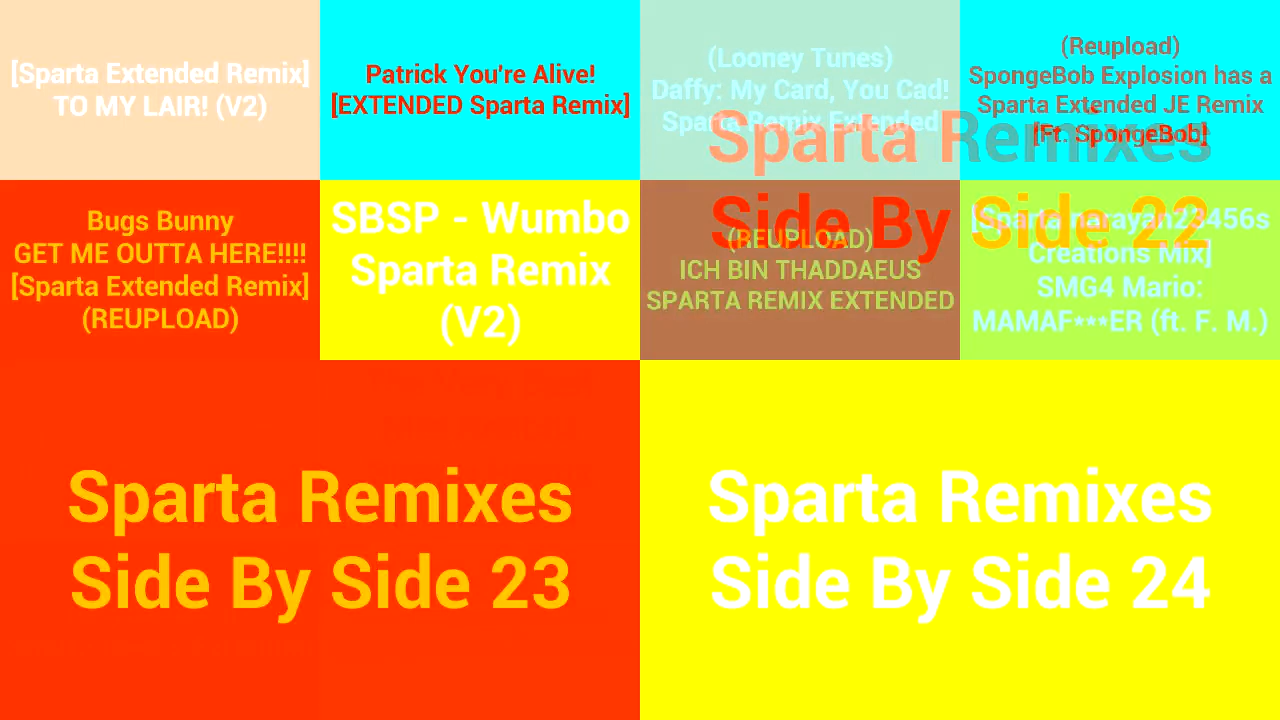 [Sparta Extended Remix]
TO MY LAIR! (V2)
Patrick You're Alive!
[EXTENDED Sparta Remix]
(Looney Tunes)
Daffy: My Card, You Cad!
Sparta Remix Extended
(Reupload)
SpongeBob Explosion has a
Sparta Extended JE Remix
[Ft. SpongeBob]
Sparta Remixes
Side By Side 22
Bugs Bunny
GET ME OUTTA HERE!!!!
[Sparta Extended Remix]
(REUPLOAD)
SBSP - Wumbo
Sparta Remix
(V2)
(REUPLOAD)
ICH BIN THADDAEUS
SPARTA REMIX EXTENDED
[Sparta narayan23456s
Creations Mix]
SMG4 Mario:
MAMAF***ER (ft. F. M.)
Sparta Remixes
Side By Side 23
Sparta Remixes
Side By Side 24